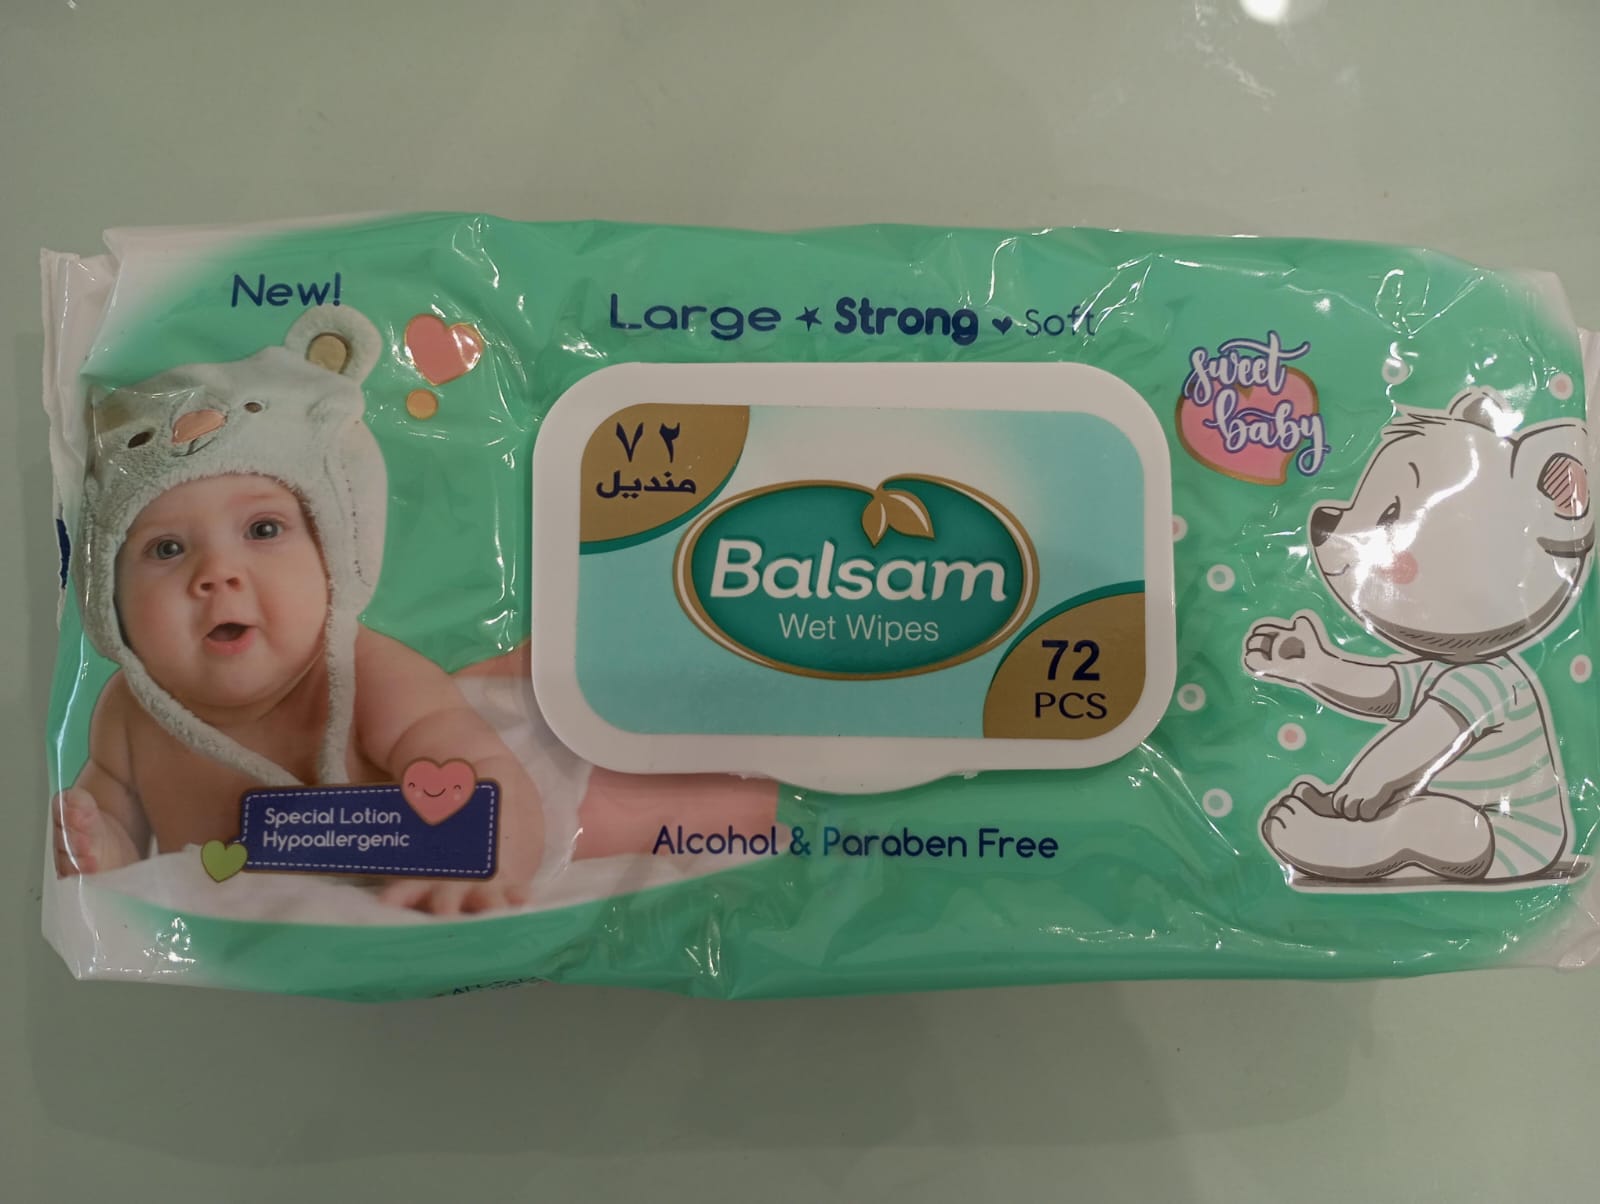 New!
Large ★ Strong ♥ Soft
sweet
baby
٧٢
منديل
Balsam
Wet Wipes
72
PCS
Special Lotion
Hypoallergenic
Alcohol & Paraben Free